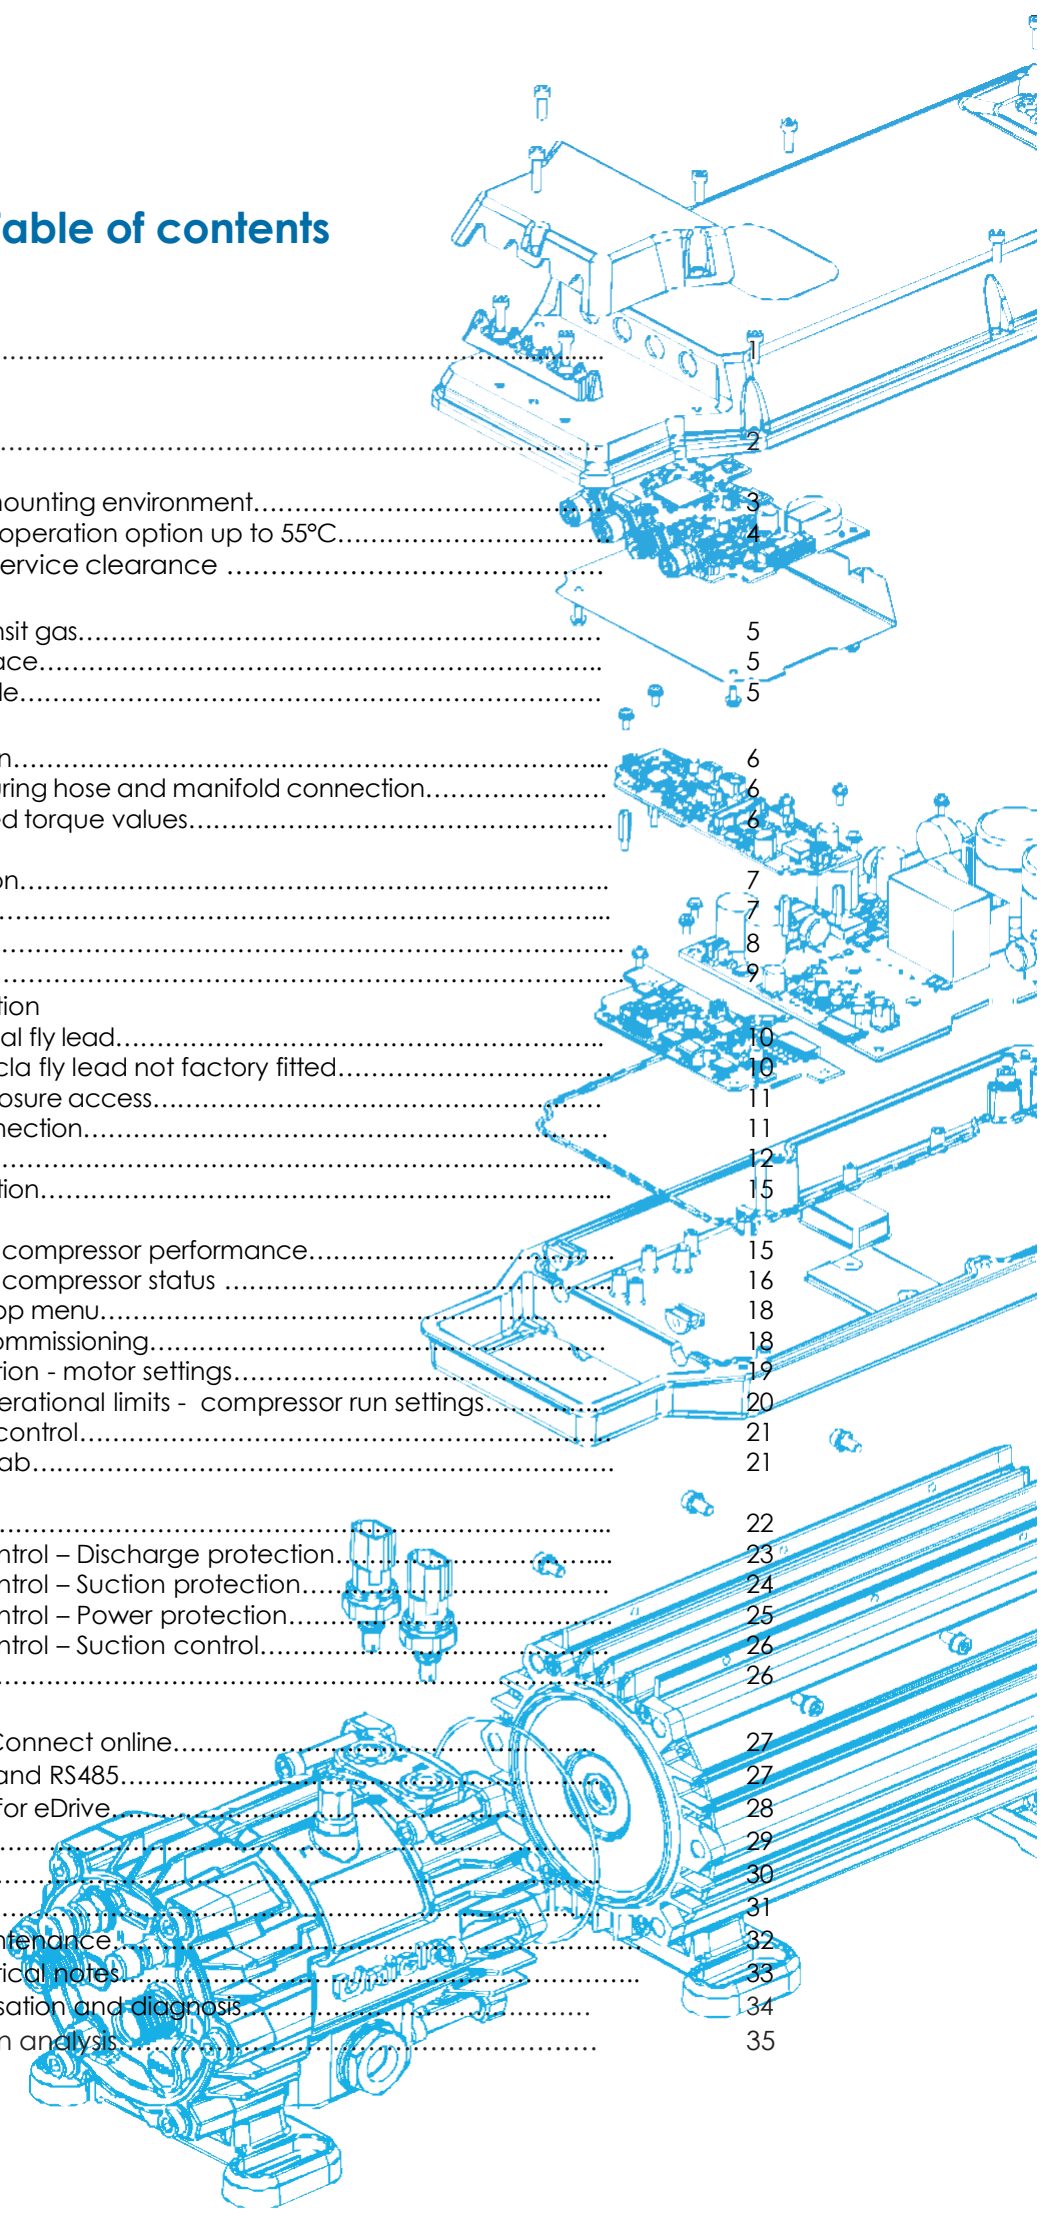 able of contents
1
2
ounting environment 3
operation option up to 55°C 4
ervice clearance
nsit gas 5
ace 5
le 5
n 6
uring hose and manifold connection 6
ed torque values 6
on 7
7
8
9
tion
al fly lead 10
cla fly lead not factory fitted 10
losure access 11
nection 11
12
tion 15
compressor performance 15
compressor status 16
op menu 18
ommissioning 18
tion - motor settings 19
erational limits - compressor run settings 20
control 21
ab 21
22
ntrol – Discharge protection 23
ntrol – Suction protection 24
ntrol – Power protection 25
ntrol – Suction control 26
26
Connect online 27
and RS485 27
for eDrive 28
29
30
31
ntenance 32
rical notes 33
sation and diagnosis 34
n analysis 35